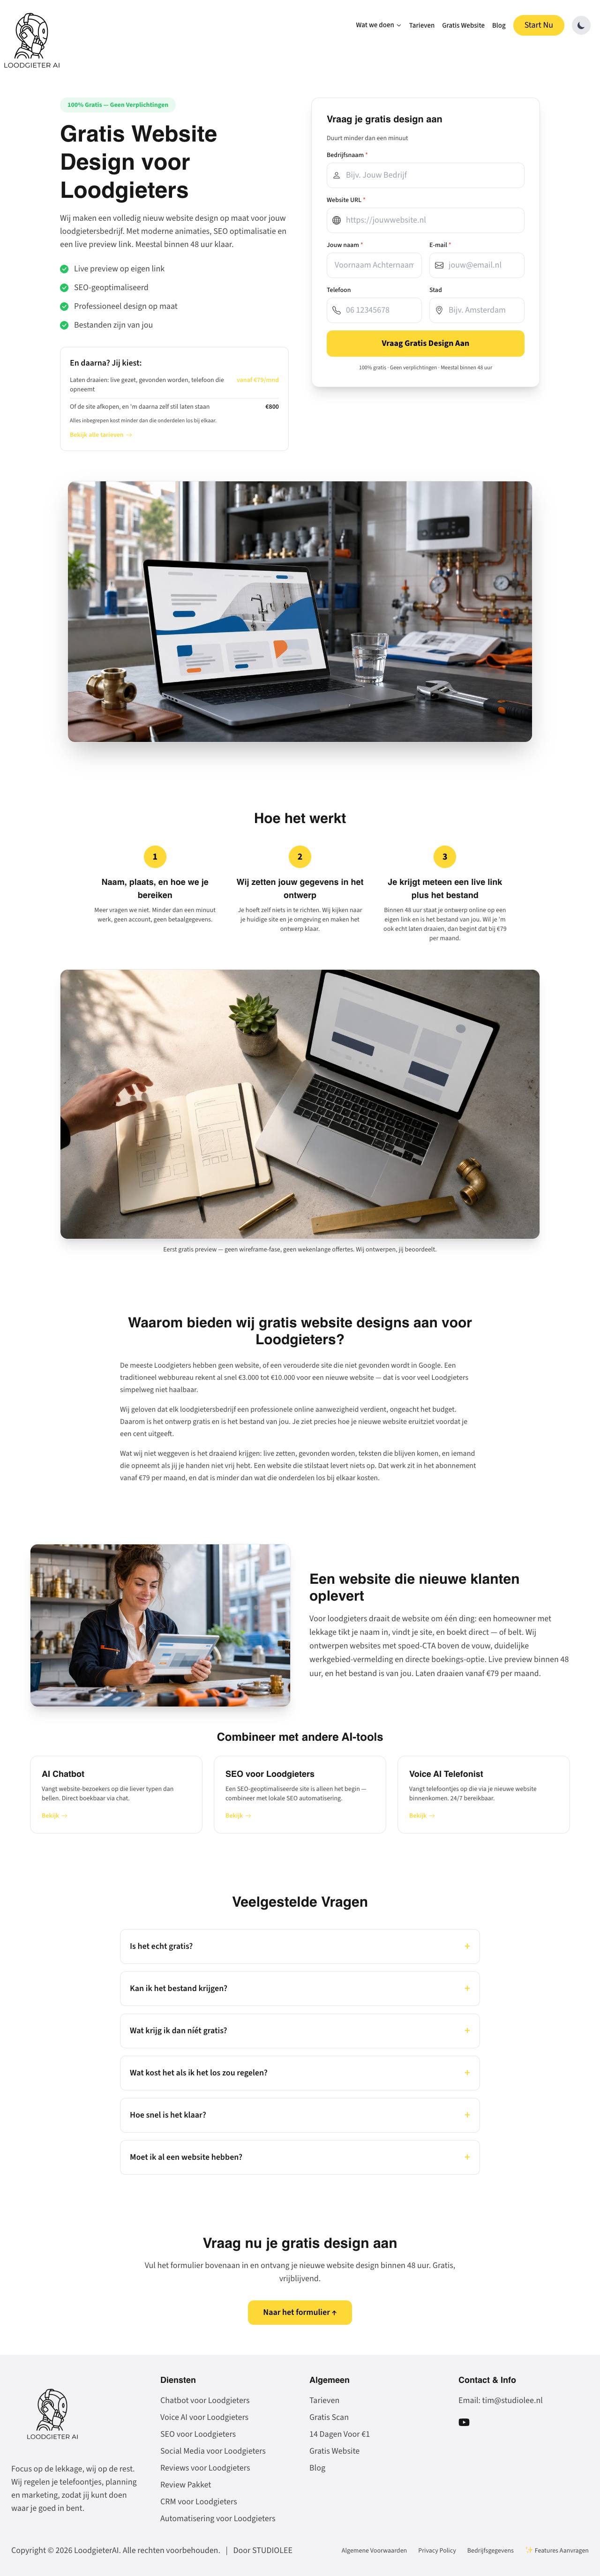 LOODGIETER AI
Wat we doen
Tarieven
Gratis Website
Blog
Start Nu
100% Gratis — Geen Verplichtingen
Gratis Website
Design voor
Loodgieters
Wij maken een volledig nieuw website design op maat voor jouw
loodgietersbedrijf. Met moderne animaties, SEO optimalisatie en
een live preview link. Meestal binnen 48 uur klaar.
Live preview op eigen link
SEO-geoptimaliseerd
Professioneel design op maat
Bestanden zijn van jou
En daarna? Jij kiest:
Laten draaien: live gezet, gevonden worden, telefoon die
opneemt
vanaf €79/mnd
Of de site afkopen, en 'm daarna zelf stil laten staan
€800
Alles inbegrepen kost minder dan die onderdelen los bij elkaar.
Bekijk alle tarieven →
Vraag je gratis design aan
Duurt minder dan een minuut
Bedrijfsnaam *
Bijv. Jouw Bedrijf
Website URL *
https://jouwwebsite.nl
Jouw naam *
E-mail *
Voornaam Achternaam
jouw@email.nl
Telefoon
Stad
06 12345678
Bijv. Amsterdam
Vraag Gratis Design Aan
100% gratis · Geen verplichtingen · Meestal binnen 48 uur
Hoe het werkt
1
Naam, plaats, en hoe we je
bereiken
Meer vragen we niet. Minder dan een minuut
werk, geen account, geen betaalgegevens.
2
Wij zetten jouw gegevens in het
ontwerp
Je hoeft zelf niets in te richten. Wij kijken naar
je huidige site en je omgeving en maken het
ontwerp klaar.
3
Je krijgt meteen een live link
plus het bestand
Binnen 48 uur staat je ontwerp online op een
eigen link en is het bestand van jou. Wil je 'm
ook echt laten draaien, dan begint dat bij €79
per maand.
Eerst gratis preview — geen wireframe-fase, geen wekenlange offertes. Wij ontwerpen, jij beoordeelt.
Waarom bieden wij gratis website designs aan voor
Loodgieters?
De meeste Loodgieters hebben geen website, of een verouderde site die niet gevonden wordt in Google. Een
traditioneel webbureau rekent al snel €3.000 tot €10.000 voor een nieuwe website — dat is voor veel Loodgieters
simpelweg niet haalbaar.
Wij geloven dat elk loodgietersbedrijf een professionele online aanwezigheid verdient, ongeacht het budget.
Daarom is het ontwerp gratis en is het bestand van jou. Je ziet precies hoe je nieuwe website eruitziet voordat je
een cent uitgeeft.
Wat wij niet weggeven is het draaiend krijgen: live zetten, gevonden worden, teksten die blijven komen, en iemand
die opneemt als jij je handen niet vrij hebt. Een website die stilstaat levert niets op. Dat werk zit in het abonnement
vanaf €79 per maand, en dat is minder dan wat die onderdelen los bij elkaar kosten.
Een website die nieuwe klanten
oplevert
Voor loodgieters draait de website om één ding: een homeowner met
lekkage tikt je naam in, vindt je site, en boekt direct — of belt. Wij
ontwerpen websites met spoed-CTA boven de vouw, duidelijke
werkgebied-vermelding en directe boekings-optie. Live preview binnen 48
uur, en het bestand is van jou. Laten draaien vanaf €79 per maand.
Combineer met andere AI-tools
AI Chatbot
Vangt website-bezoekers op die liever typen dan
bellen. Direct boekbaar via chat.
Bekijk →
SEO voor Loodgieters
Een SEO-geoptimaliseerde site is alleen het begin —
combineer met lokale SEO automatisering.
Bekijk →
Voice AI Telefonist
Vangt telefoontjes op die via je nieuwe website
binnenkomen. 24/7 bereikbaar.
Bekijk →
Veelgestelde Vragen
Is het echt gratis? +
Kan ik het bestand krijgen? +
Wat krijg ik dan níét gratis? +
Wat kost het als ik het los zou regelen? +
Hoe snel is het klaar? +
Moet ik al een website hebben? +
Vraag nu je gratis design aan
Vul het formulier bovenaan in en ontvang je nieuwe website design binnen 48 uur. Gratis,
vrijblijvend.
Naar het formulier ↑
LOODGIETER AI
Focus op de lekkage, wij op de rest.
Wij regelen je telefoontjes, planning
en marketing, zodat jij kunt doen
waar je goed in bent.
Diensten
Chatbot voor Loodgieters
Voice AI voor Loodgieters
SEO voor Loodgieters
Social Media voor Loodgieters
Reviews voor Loodgieters
Review Pakket
CRM voor Loodgieters
Automatisering voor Loodgieters
Algemeen
Tarieven
Gratis Scan
14 Dagen Voor €1
Gratis Website
Blog
Contact & Info
Email: tim@studiolee.nl
Copyright © 2026 LoodgieterAI. Alle rechten voorbehouden. | Door STUDIOLEE
Algemene Voorwaarden
Privacy Policy
Bedrijfsgegevens
✨ Features Aanvragen